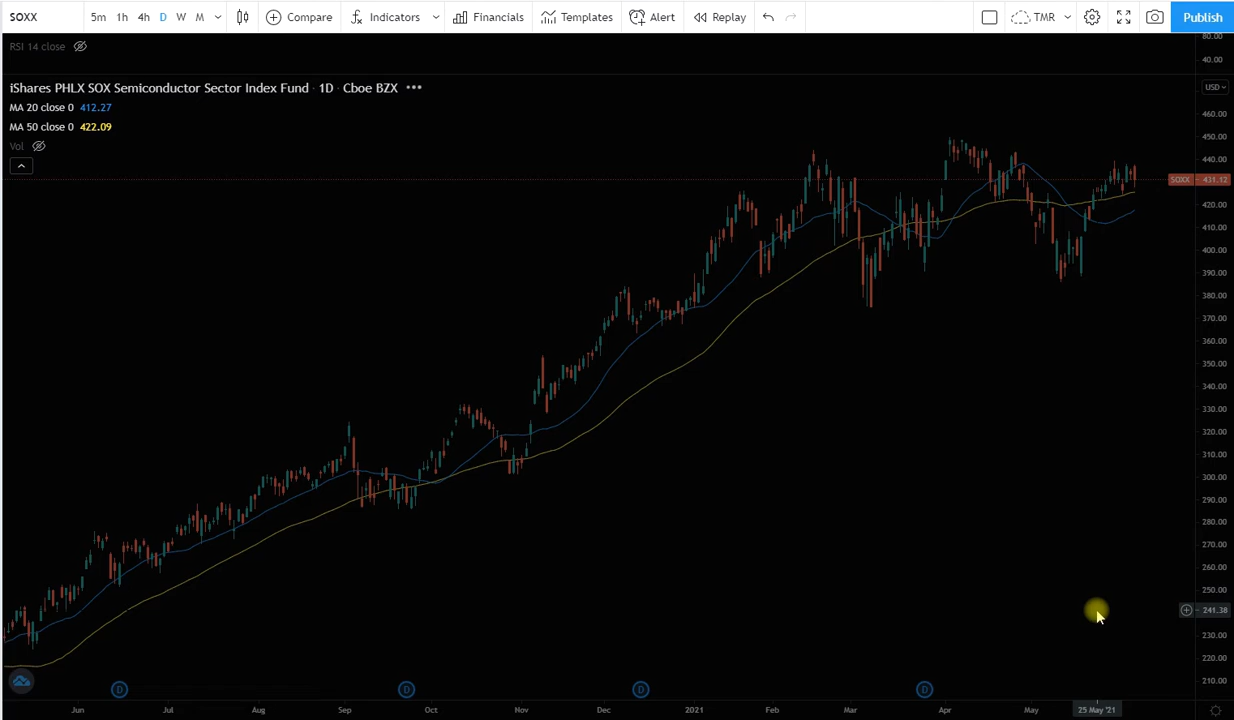 SOXX 5m 1h 4h D W M Compare Indicators Financials Templates Alert Replay TMR Publish
RSI 14 close
80.00
40.00
iShares PHLX SOX Semiconductor Sector Index Fund · 1D · Cboe BZX •••
USD
MA 20 close 0 412.27
MA 50 close 0 422.09
Vol
460.00
450.00
440.00
SOXX 431.12
420.00
410.00
400.00
390.00
380.00
370.00
360.00
350.00
340.00
330.00
320.00
310.00
300.00
290.00
280.00
270.00
260.00
250.00
241.38
230.00
220.00
210.00
D D D D
Jun Jul Aug Sep Oct Nov Dec 2021 Feb Mar Apr May 25 May '21